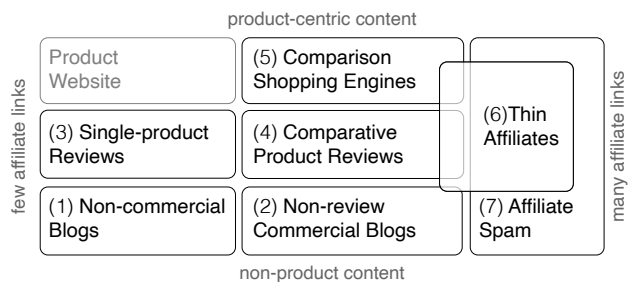 product-centric content
few affiliate links
many affiliate links
Product
Website
(5) Comparison
Shopping Engines
(6)Thin
Affiliates
(3) Single-product
Reviews
(4) Comparative
Product Reviews
(1) Non-commercial
Blogs
(2) Non-review
Commercial Blogs
(7) Affiliate
Spam
non-product content